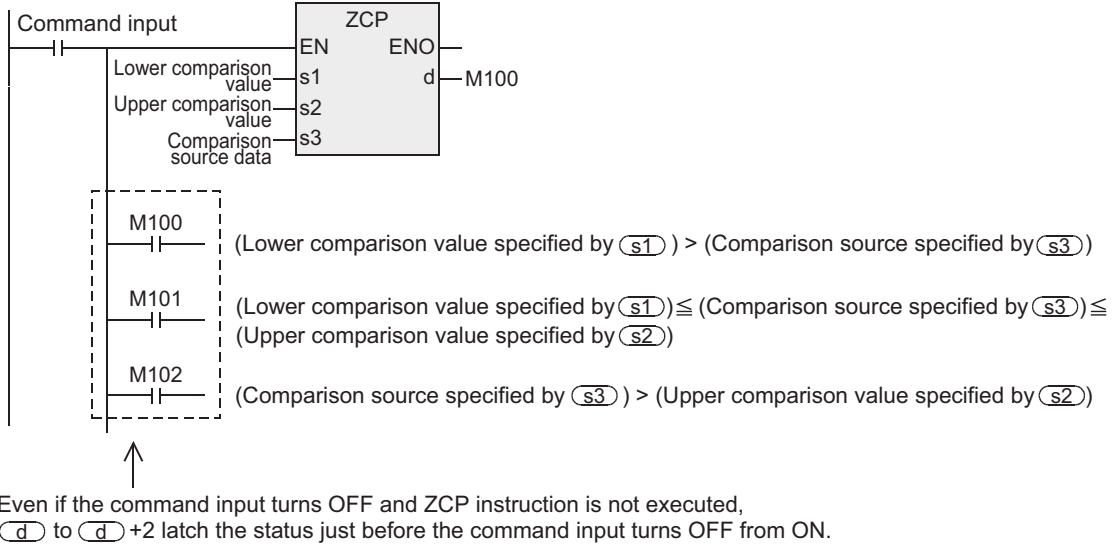 Command input
ZCP
EN ENO
Lower comparison
value
s1 d M100
Upper comparison
value
s2
Comparison
source data
s3
M100
(Lower comparison value specified by s1 ) > (Comparison source specified by s3 )
M101
(Lower comparison value specified by s1 )≦ (Comparison source specified by s3 )≦
(Upper comparison value specified by s2 )
M102
(Comparison source specified by s3 ) > (Upper comparison value specified by s2 )
Even if the command input turns OFF and ZCP instruction is not executed,
d to d +2 latch the status just before the command input turns OFF from ON.